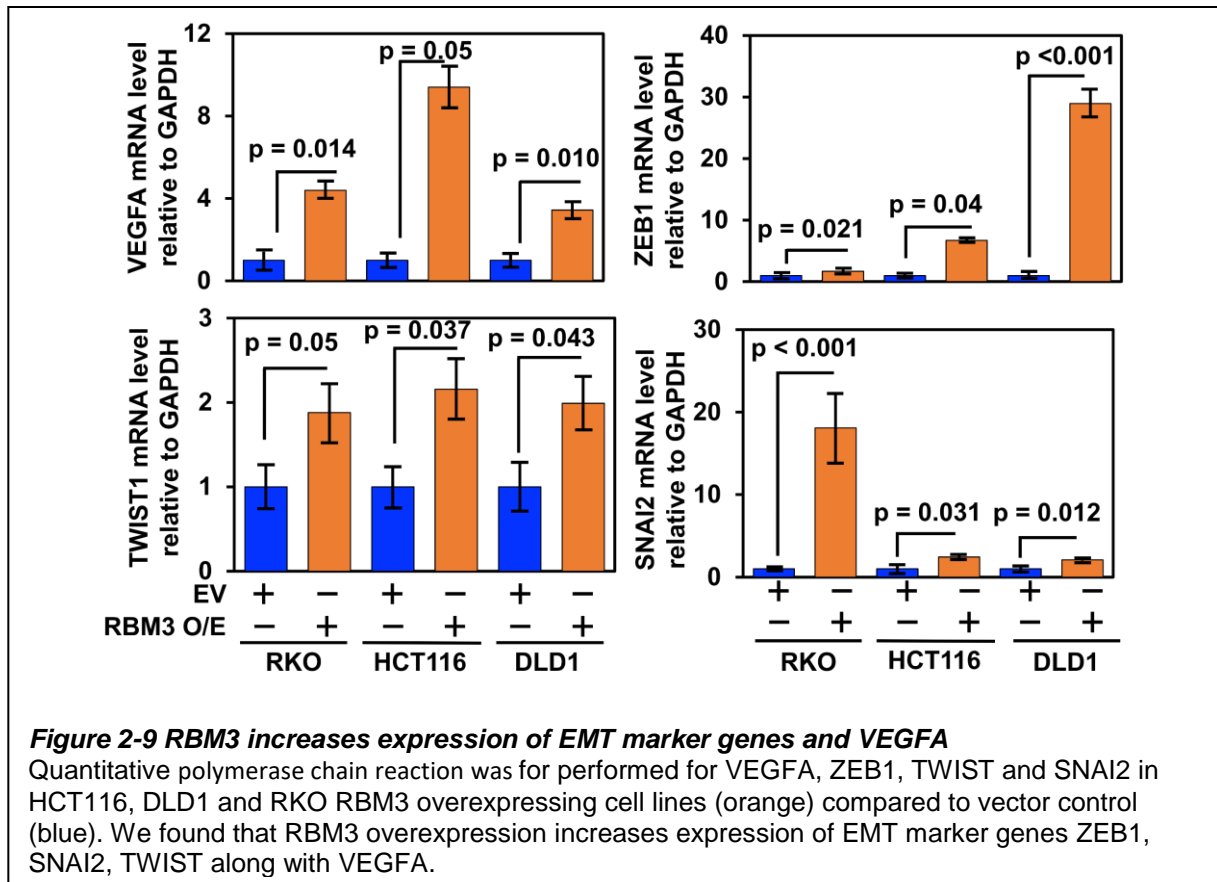 VEGFA mRNA level
relative to GAPDH
12
8
4
0
p = 0.014
p = 0.05
p = 0.010
ZEB1 mRNA level
relative to GAPDH
40
30
20
10
0
p = 0.021
p = 0.04
p <0.001
TWIST1 mRNA level
relative to GAPDH
3
2
1
0
p = 0.05
p = 0.037
p = 0.043
EV + – + – + –
RBM3 O/E – + – + – +
RKO HCT116 DLD1
SNAI2 mRNA level
relative to GAPDH
30
20
10
0
p < 0.001
p = 0.031
p = 0.012
+ – + – + –
– + – + – +
RKO HCT116 DLD1
Figure 2-9 RBM3 increases expression of EMT marker genes and VEGFA
Quantitative polymerase chain reaction was for performed for VEGFA, ZEB1, TWIST and SNAI2 in
HCT116, DLD1 and RKO RBM3 overexpressing cell lines (orange) compared to vector control
(blue). We found that RBM3 overexpression increases expression of EMT marker genes ZEB1,
SNAI2, TWIST along with VEGFA.